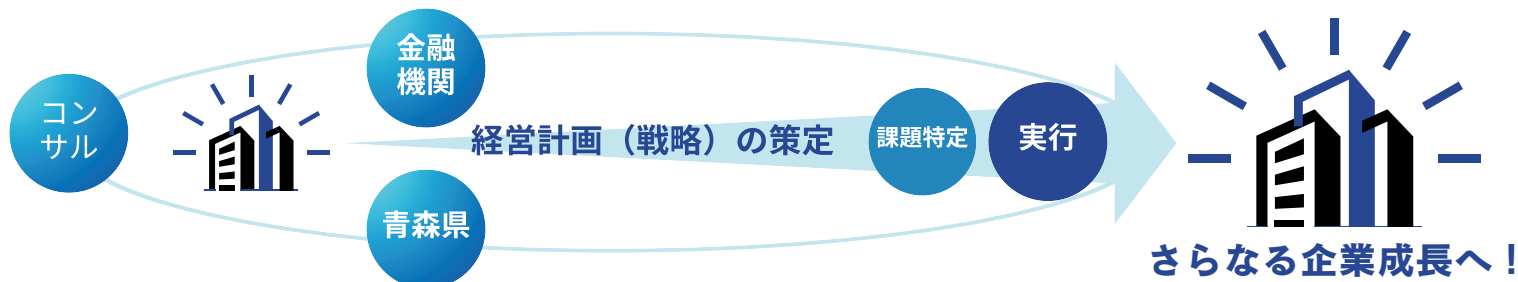 コン
サル
金融
機関
青森県
経営計画（戦略）の策定
課題特定
実行
さらなる企業成長へ！